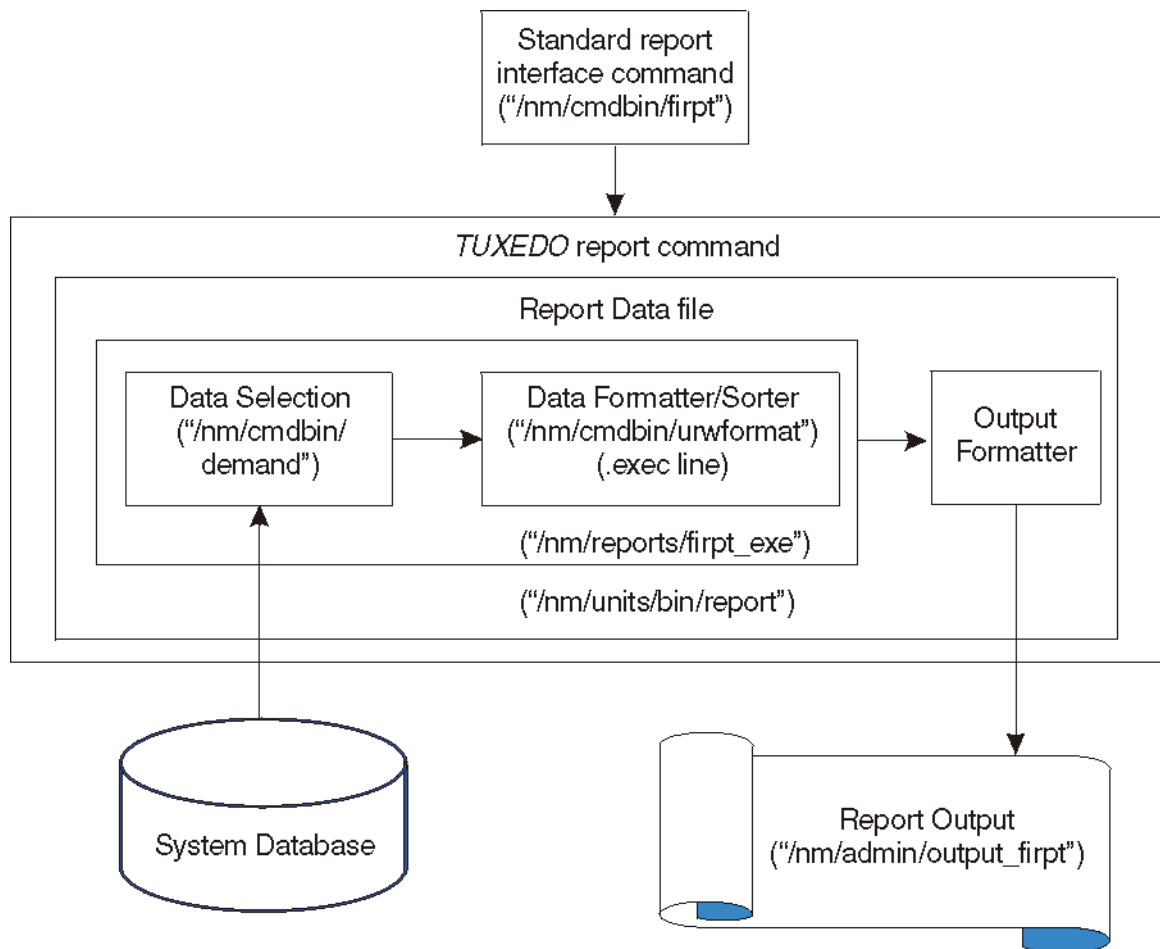 Standard report
interface command
(“/nm/cmdbin/firpt”)
TUXEDO report command
Report Data file
Data Selection
(“/nm/cmdbin/
demand”)
Data Formatter/Sorter
(“/nm/cmdbin/urwformat”)
(.exec line)
Output
Formatter
(“/nm/reports/firpt_exe”)
(“/nm/units/bin/report”)
System Database
Report Output
(“/nm/admin/output_firpt”)